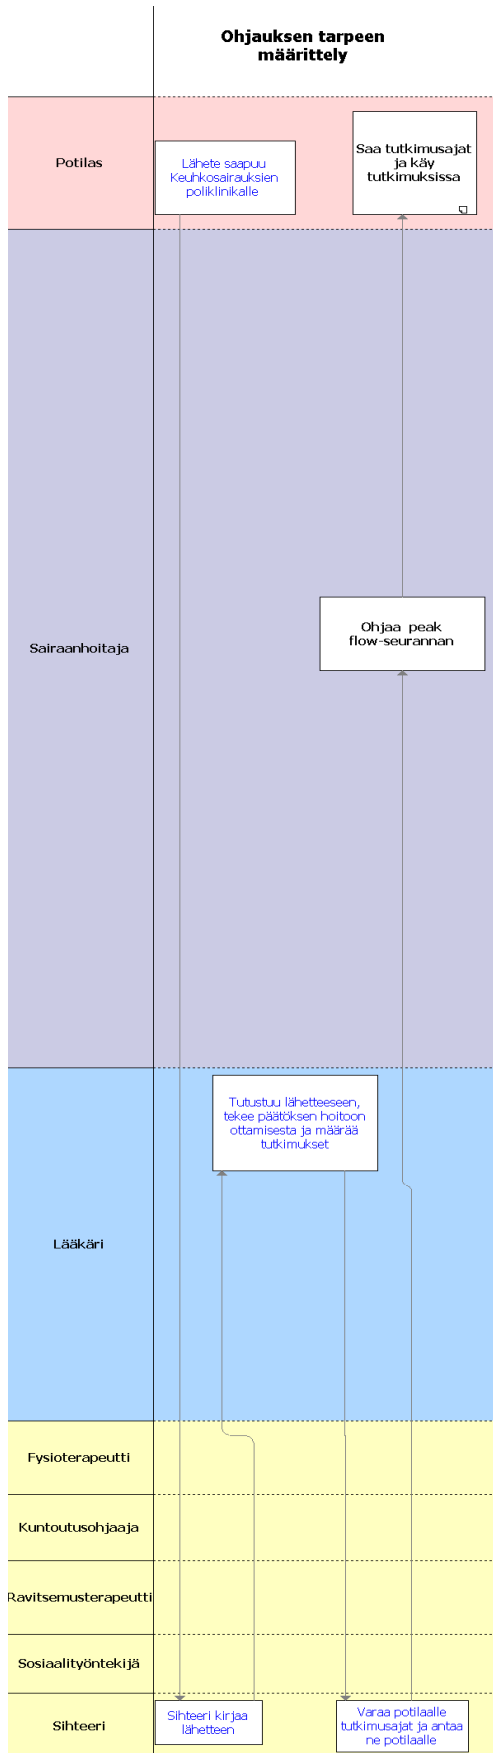 Ohjauksen tarpeen
määrittely
Potilas
Lähete saapuu
Keuhkosairauksien
poliklinikalle
Saa tutkimusajat
ja käy
tutkimuksissa
Sairaanhoitaja
Ohjaa peak
flow-seurannan
Lääkäri
Tutustuu lähetteeseen,
tekee päätöksen hoitoon
ottamisesta ja määrää
tutkimukset
Fysioterapeutti
Kuntoutusohjaaja
Ravitsemusterapeutti
Sosiaalityöntekijä
Sihteeri
Sihteeri kirjaa
lähetteen
Varaa potilaalle
tutkimusajat ja antaa
ne potilaalle